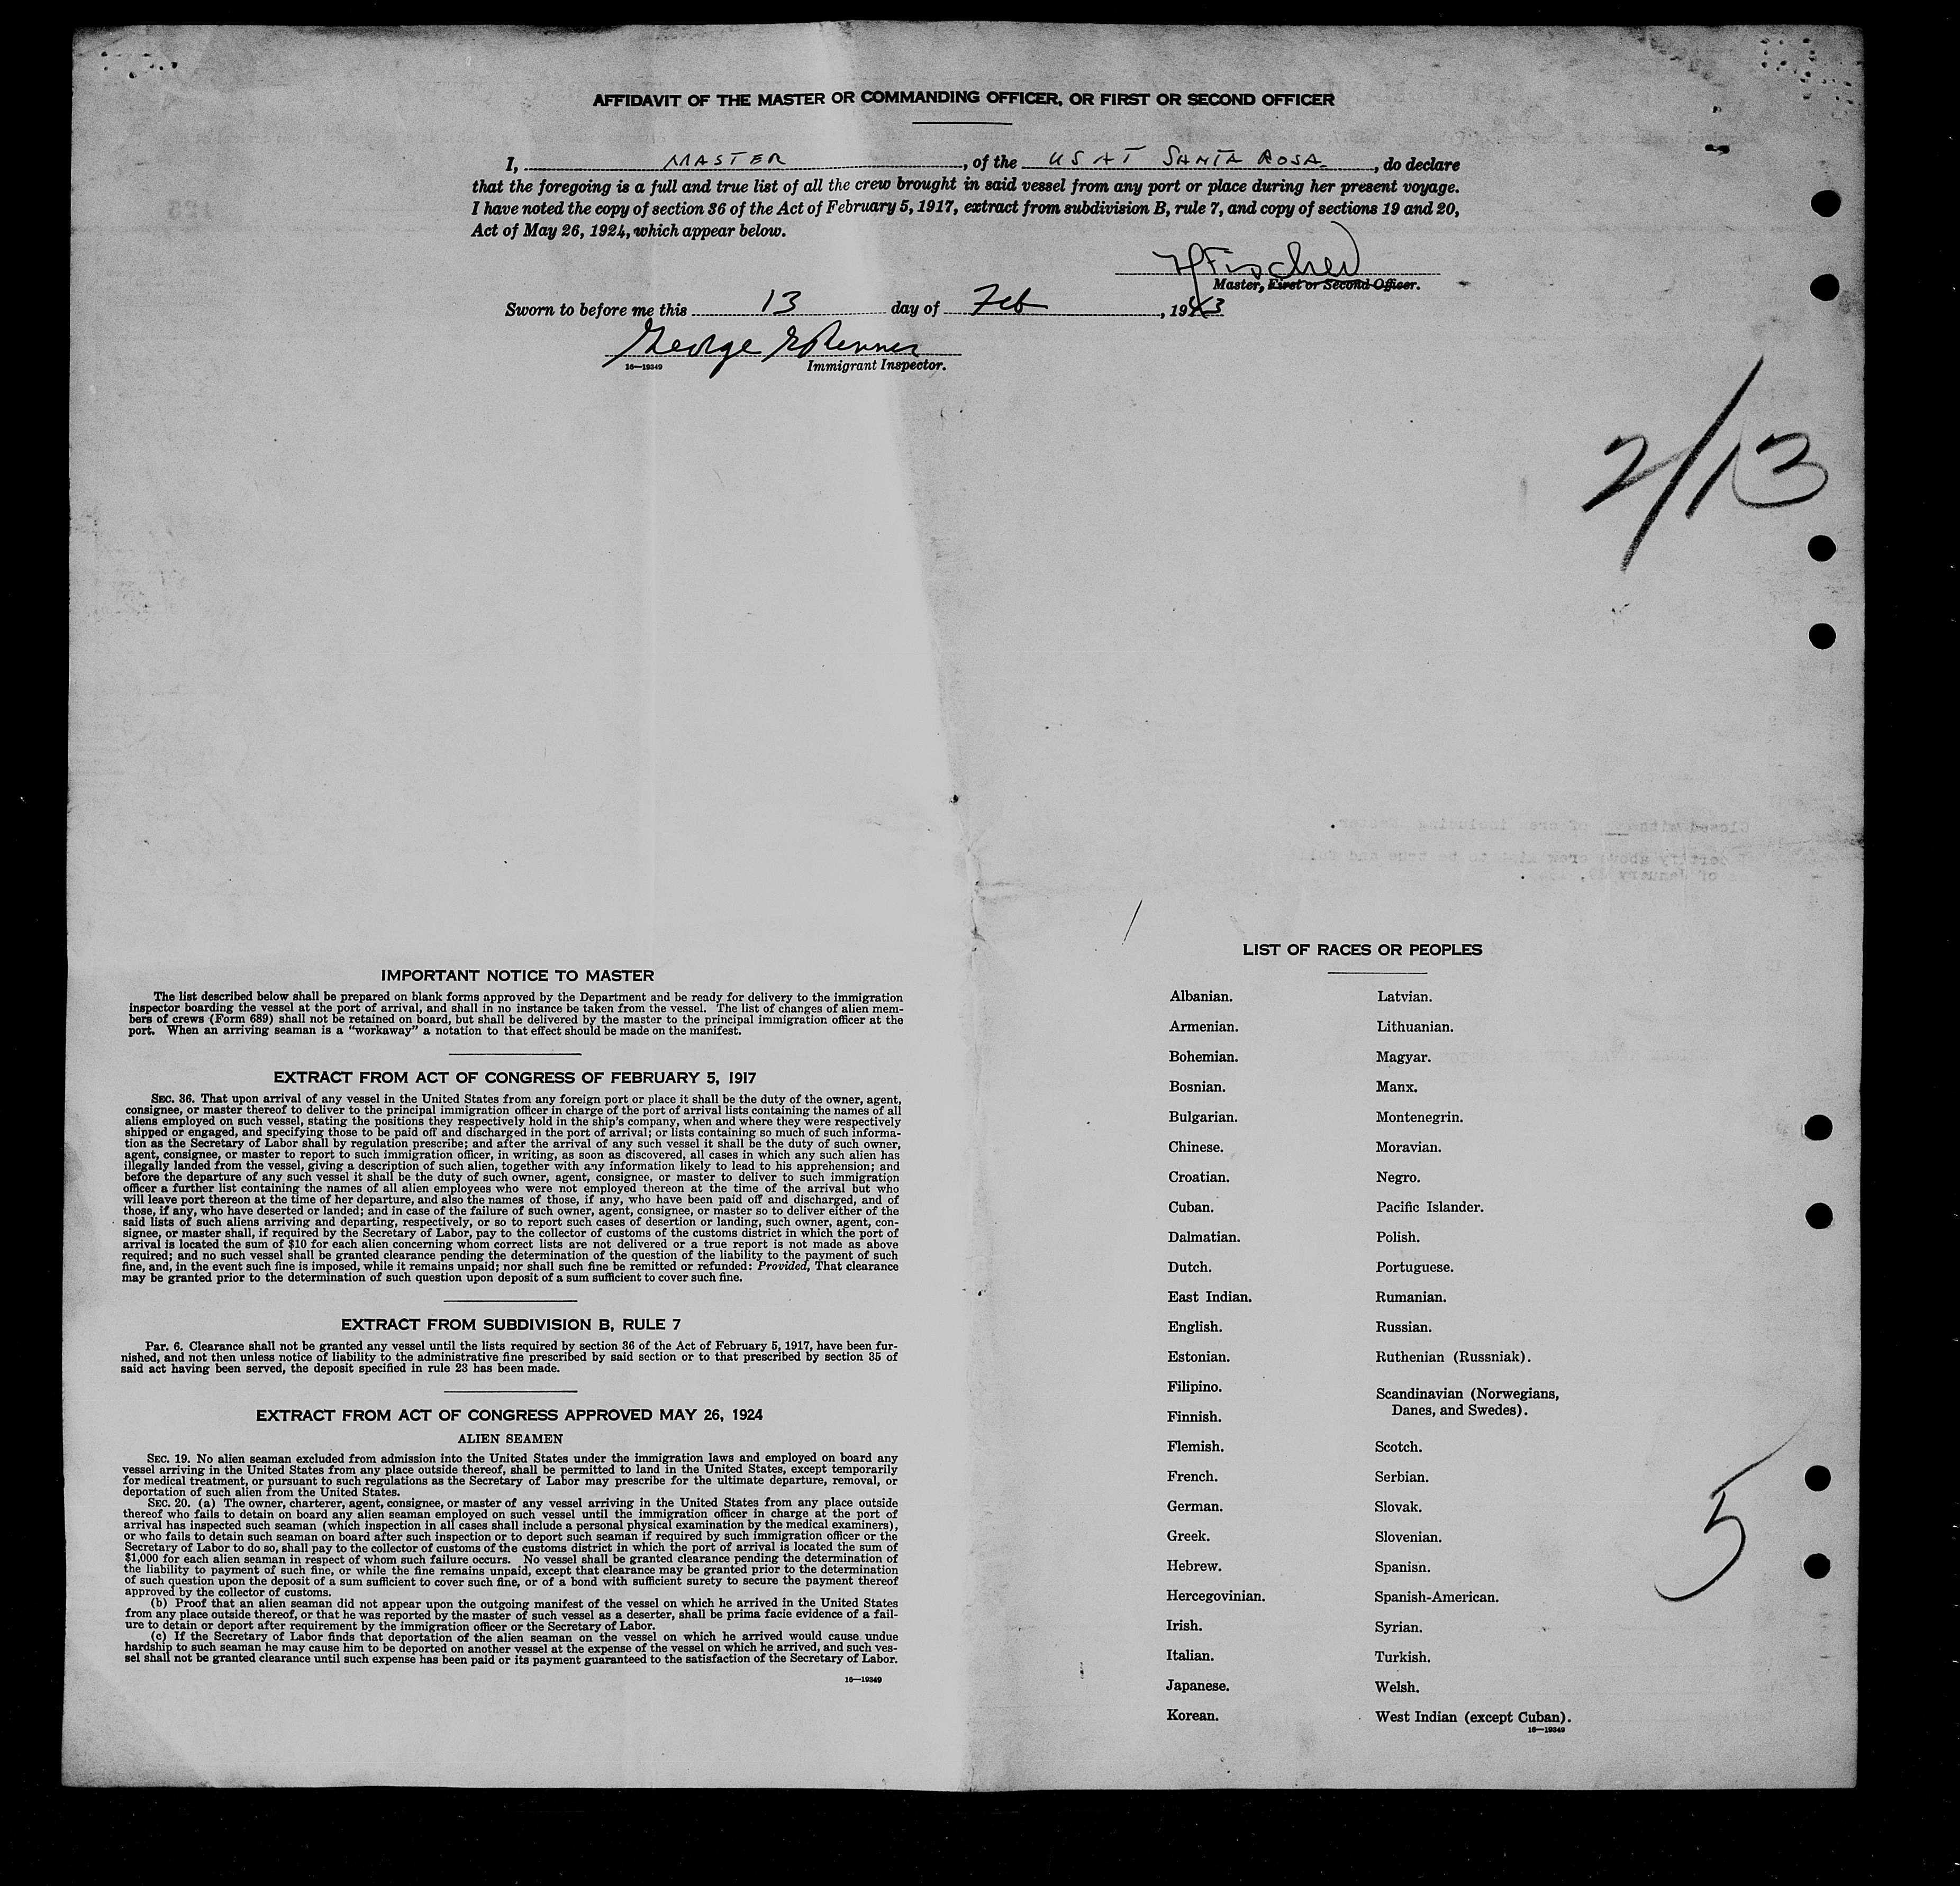 AFFIDAVIT OF THE MASTER OR COMMANDING OFFICER, OR FIRST OR SECOND OFFICER
I, MASTER, of the USAT SANTA ROSA, do declare
that the foregoing is a full and true list of all the crew brought in said vessel from any port or place during her present voyage.
I have noted the copy of section 36 of the Act of February 5, 1917, extract from subdivision B, rule 7, and copy of sections 19 and 20,
Act of May 26, 1924, which appear below.
H Fischer
Master, First or Second Officer.
Sworn to before me this 13 day of Feb, 1943
George Renner
16—19349 Immigrant Inspector.
2/13
IMPORTANT NOTICE TO MASTER
The list described below shall be prepared on blank forms approved by the Department and be ready for delivery to the immigration
inspector boarding the vessel at the port of arrival, and shall in no instance be taken from the vessel. The list of changes of alien mem-
bers of crews (Form 689) shall not be retained on board, but shall be delivered by the master to the principal immigration officer at the
port. When an arriving seaman is a "workaway" a notation to that effect should be made on the manifest.
EXTRACT FROM ACT OF CONGRESS OF FEBRUARY 5, 1917
SEC. 36. That upon arrival of any vessel in the United States from any foreign port or place it shall be the duty of the owner, agent,
consignee, or master thereof to deliver to the principal immigration officer in charge of the port of arrival lists containing the names of all
aliens employed on such vessel, stating the positions they respectively hold in the ship's company, when and where they were respectively
shipped or engaged, and specifying those to be paid off and discharged in the port of arrival; or lists containing so much of such informa-
tion as the Secretary of Labor shall by regulation prescribe; and after the arrival of any such vessel it shall be the duty of such owner,
agent, consignee, or master to report to such immigration officer, in writing, as soon as discovered, all cases in which any such alien has
illegally landed from the vessel, giving a description of such alien, together with any information likely to lead to his apprehension; and
before the departure of any such vessel it shall be the duty of such owner, agent, consignee, or master to deliver to such immigration
officer a further list containing the names of all alien employees who were not employed thereon at the time of the arrival but who
will leave port thereon at the time of her departure, and also the names of those, if any, who have been paid off and discharged, and of
those, if any, who have deserted or landed; and in case of the failure of such owner, agent, consignee, or master so to deliver either of the
said lists of such aliens arriving and departing, respectively, or so to report such cases of desertion or landing, such owner, agent, con-
signee, or master shall, if required by the Secretary of Labor, pay to the collector of customs of the customs district in which the port of
arrival is located the sum of $10 for each alien concerning whom correct lists are not delivered or a true report is not made as above
required; and no such vessel shall be granted clearance pending the determination of the question of the liability to the payment of such
fine, and, in the event such fine is imposed, while it remains unpaid; nor shall such fine be remitted or refunded: Provided, That clearance
may be granted prior to the determination of such question upon deposit of a sum sufficient to cover such fine.
EXTRACT FROM SUBDIVISION B, RULE 7
PAR. 6. Clearance shall not be granted any vessel until the lists required by section 36 of the Act of February 5, 1917, have been fur-
nished, and not then unless notice of liability to the administrative fine prescribed by said section or to that prescribed by section 35 of
said act having been served, the deposit specified in rule 23 has been made.
EXTRACT FROM ACT OF CONGRESS APPROVED MAY 26, 1924
ALIEN SEAMEN
SEC. 19. No alien seaman excluded from admission into the United States under the immigration laws and employed on board any
vessel arriving in the United States from any place outside thereof, shall be permitted to land in the United States, except temporarily
for medical treatment, or pursuant to such regulations as the Secretary of Labor may prescribe for the ultimate departure, removal, or
deportation of such alien from the United States.
SEC. 20. (a) The owner, charterer, agent, consignee, or master of any vessel arriving in the United States from any place outside
thereof who fails to detain on board any alien seaman employed on such vessel until the immigration officer in charge at the port of
arrival has inspected such seaman (which inspection in all cases shall include a personal physical examination by the medical examiners),
or who fails to detain such seaman on board after such inspection or to deport such seaman if required by such immigration officer or the
Secretary of Labor to do so, shall pay to the collector of customs of the customs district in which the port of arrival is located the sum of
$1,000 for each alien seaman in respect of whom such failure occurs. No vessel shall be granted clearance pending the determination of
the liability to payment of such fine, or while the fine remains unpaid, except that clearance may be granted prior to the determination
of such question upon the deposit of a sum sufficient to cover such fine, or of a bond with sufficient surety to secure the payment thereof
approved by the collector of customs.
(b) Proof that an alien seaman did not appear upon the outgoing manifest of the vessel on which he arrived in the United States
from any place outside thereof, or that he was reported by the master of such vessel as a deserter, shall be prima facie evidence of a fail-
ure to detain or deport after requirement by the immigration officer or the Secretary of Labor.
(c) If the Secretary of Labor finds that deportation of the alien seaman on the vessel on which he arrived would cause undue
hardship to such seaman he may cause him to be deported on another vessel at the expense of the vessel on which he arrived, and such ves-
sel shall not be granted clearance until such expense has been paid or its payment guaranteed to the satisfaction of the Secretary of Labor.
16—19349
LIST OF RACES OR PEOPLES
Albanian.
Armenian.
Bohemian.
Bosnian.
Bulgarian.
Chinese.
Croatian.
Cuban.
Dalmatian.
Dutch.
East Indian.
English.
Estonian.
Filipino.
Finnish.
Flemish.
French.
German.
Greek.
Hebrew.
Hercegovinian.
Irish.
Italian.
Japanese.
Korean.
Latvian.
Lithuanian.
Magyar.
Manx.
Montenegrin.
Moravian.
Negro.
Pacific Islander.
Polish.
Portuguese.
Rumanian.
Russian.
Ruthenian (Russniak).
Scandinavian (Norwegians,
Danes, and Swedes).
Scotch.
Serbian.
Slovak.
Slovenian.
Spanish.
Spanish-American.
Syrian.
Turkish.
Welsh.
West Indian (except Cuban).
16—19349
5